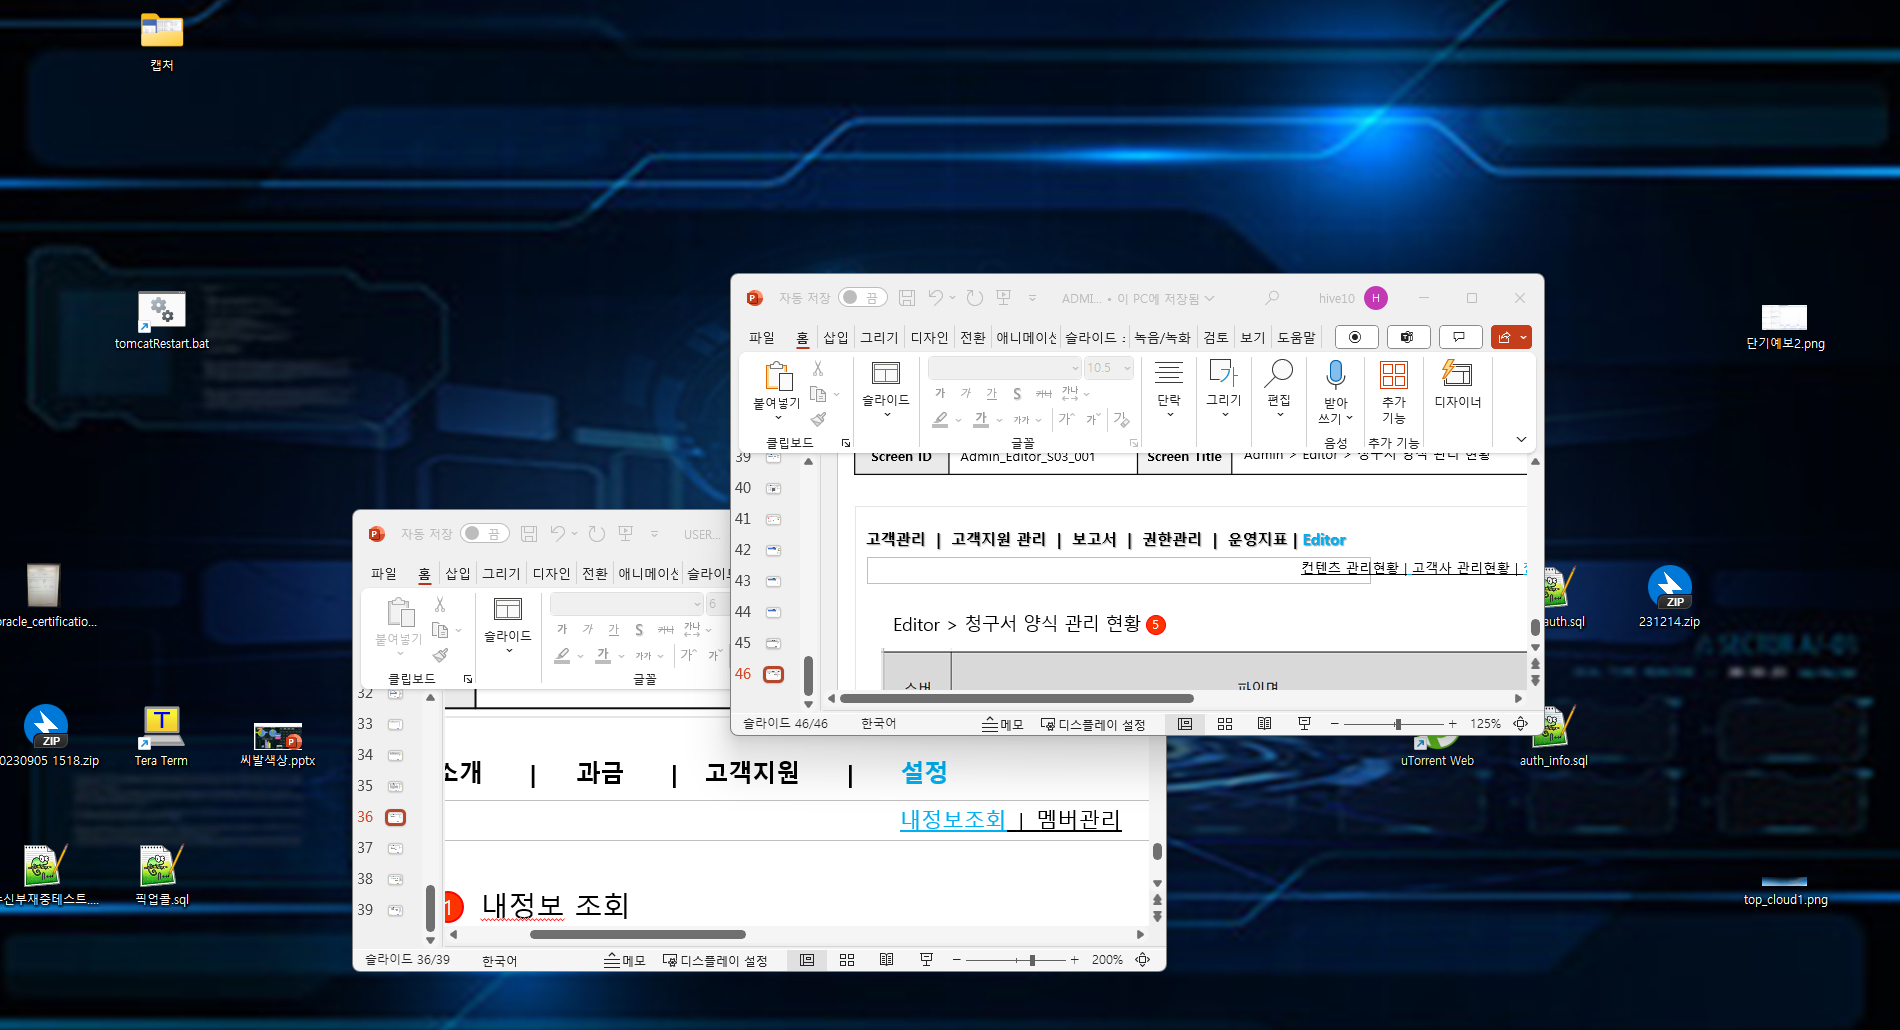 캡처
tomcatRestart.bat
단기예보2.png
oracle_certificatio...
auth.sql
231214.zip
ZIP
ZIP
0230905 1518.zip
Tera Term
씨발색상.pptx
uTorrent Web
auth_info.sql
픽업콜.sql
top_cloud1.png
자동 저장 끔
ADMI... • 이 PC에 저장됨
hive10 H
파일 홈 삽입 그리기 디자인 전환 애니메이션 슬라이드 녹음/녹화 검토 보기 도움말
10.5
붙여넣기 슬라이드 단락 그리기 편집 받아쓰기 추가 기능 디자이너
클립보드 글꼴 음성 추가 기능
39
40
41
42
43
44
45
46
Screen ID Admin_Editor_S03_001 Screen Title Admin > Editor > 청구서 양식 관리 현황
고객관리 | 고객지원 관리 | 보고서 | 권한관리 | 운영지표 | Editor
컨텐츠 관리현황 | 고객사 관리현황 |
Editor > 청구서 양식 관리 현황 5
파일명
슬라이드 46/46 한국어 메모 디스플레이 설정 125%
자동 저장 끔 USER...
파일 홈 삽입 그리기 디자인 전환 애니메이션 슬라이드
6
붙여넣기 슬라이드
클립보드 글꼴
32
33
34
35
36
37
38
39
소개 | 과금 | 고객지원 | 설정
내정보조회 | 멤버관리
1 내정보 조회
슬라이드 36/39 한국어 메모 디스플레이 설정 200%